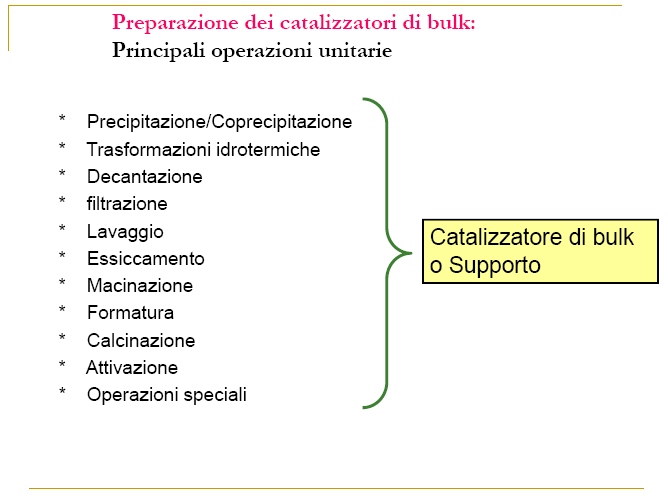 Preparazione dei catalizzatori di bulk:
Principali operazioni unitarie
* Precipitazione/Coprecipitazione
* Trasformazioni idrotermiche
* Decantazione
* filtrazione
* Lavaggio
* Essiccamento
* Macinazione
* Formatura
* Calcinazione
* Attivazione
* Operazioni speciali
Catalizzatore di bulk
o Supporto